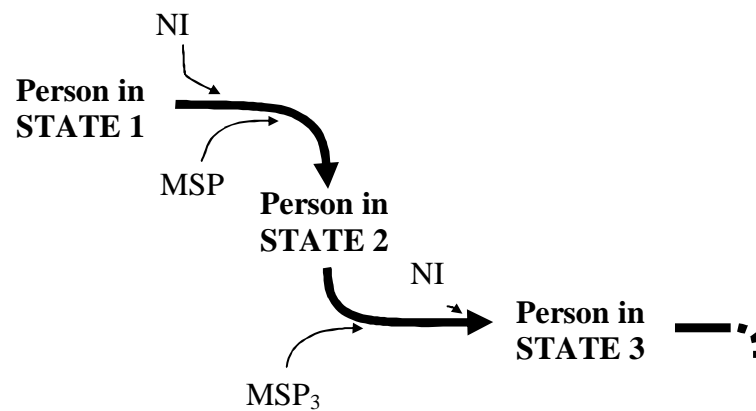 NI
Person in
STATE 1
MSP
Person in
STATE 2
NI
Person in
STATE 3
MSP₃